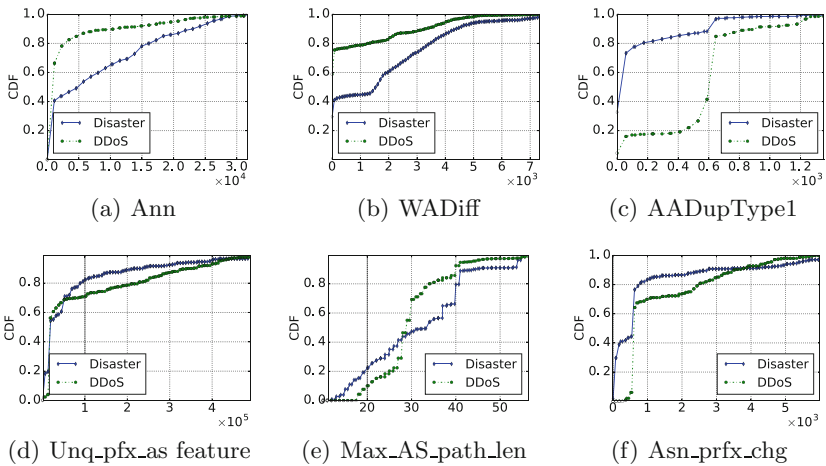 1.0
0.8
0.6
0.4
0.2
CDF
Disaster
DDoS
0.0 0.5 1.0 1.5 2.0 2.5 3.0
×10^4
(a) Ann
1.0
0.8
0.6
0.4
0.2
CDF
Disaster
DDoS
0 1 2 3 4 5 6 7
×10^3
(b) WADiff
1.0
0.8
0.6
0.4
0.2
CDF
Disaster
DDoS
0.0 0.3 0.6 0.9 1.2
×10^3
(c) AADupType1
0.8
0.6
0.4
0.2
CDF
Disaster
DDoS
1 2 3 4
×10^5
(d) Unq_pfx_as feature
0.8
0.6
0.4
0.2
0.0
CDF
Disaster
DDoS
20 30 40 50
(e) Max_AS_path_len
0.8
0.6
0.4
0.2
CDF
Disaster
DDoS
0 1 2 3 4 5 6
×10^3
(f) Asn_prfx_chg